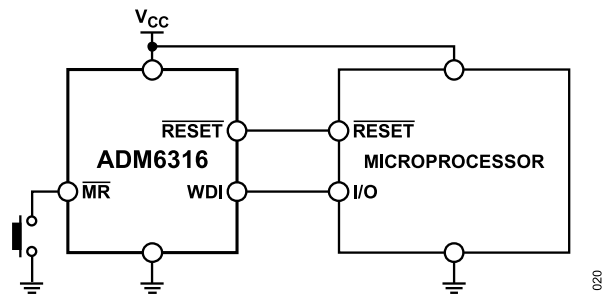 VCC
RESET
RESET
ADM6316
MICROPROCESSOR
MR
WDI
I/O
020